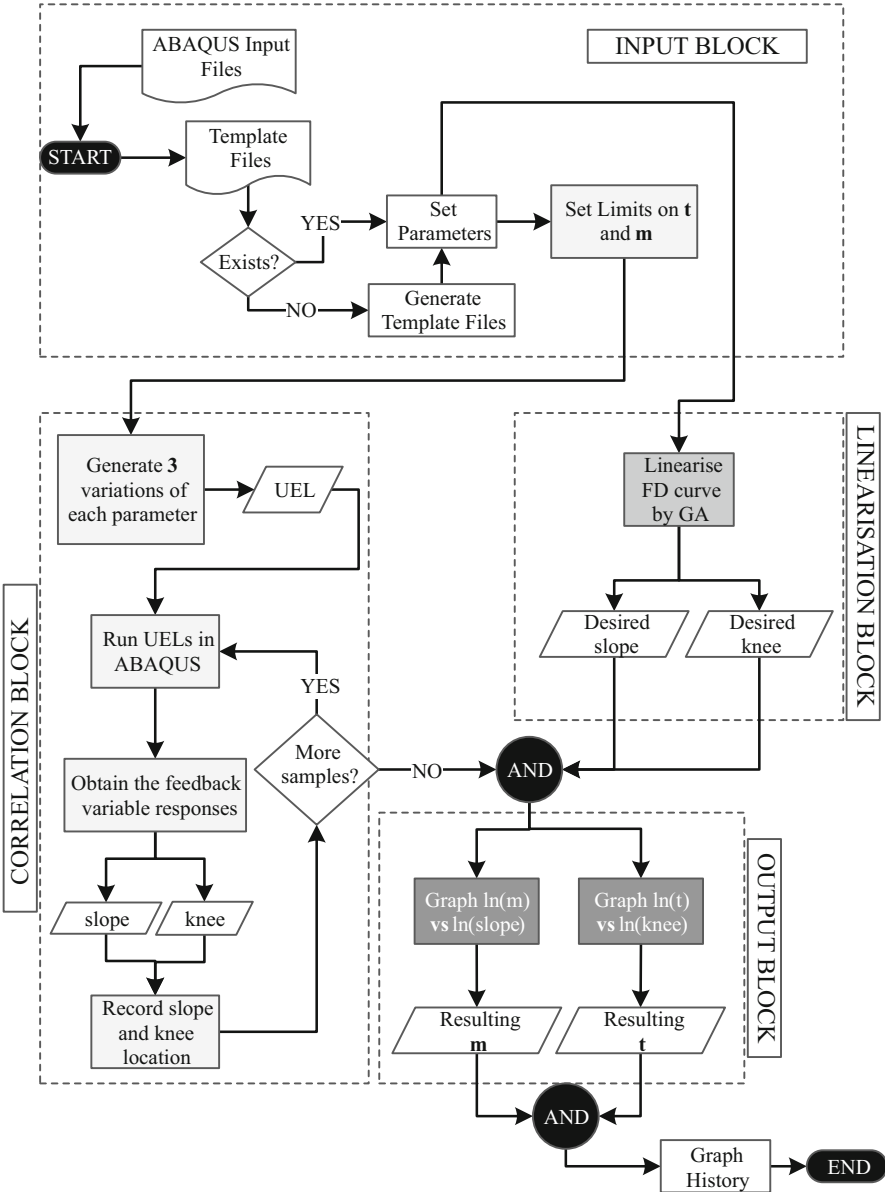 INPUT BLOCK
ABAQUS Input
Files
START
Template
Files
Exists?
YES
NO
Set
Parameters
Generate
Template Files
Set Limits on t
and m
CORRELATION BLOCK
Generate 3
variations of
each parameter
UEL
Run UELs in
ABAQUS
YES
More
samples?
NO
Obtain the feedback
variable responses
slope
knee
Record slope
and knee
location
LINEARISATION BLOCK
Linearise
FD curve
by GA
Desired
slope
Desired
knee
AND
OUTPUT BLOCK
Graph ln(m)
vs ln(slope)
Graph ln(t)
vs ln(knee)
Resulting
m
Resulting
t
AND
Graph
History
END